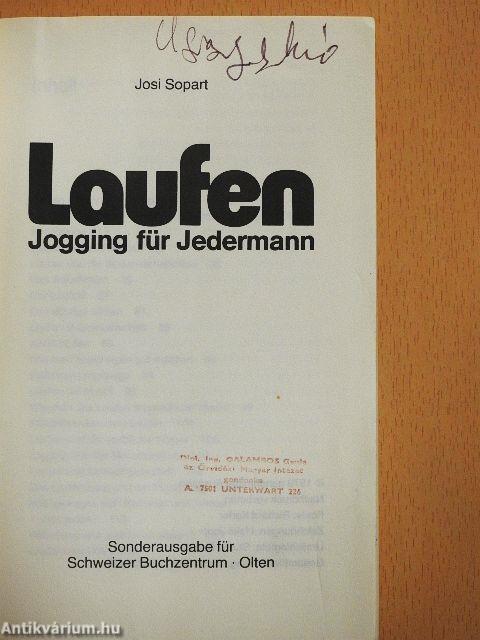 Josi Sopart
Laufen
Jogging für Jedermann
Dipl. Ing. GALAMBOS Gyula
az Őrvidéki Magyar Intézet
gondnoka
A. 7501 UNTERWART 226
Sonderausgabe für
Schweizer Buchzentrum · Olten
Antikvárium.hu